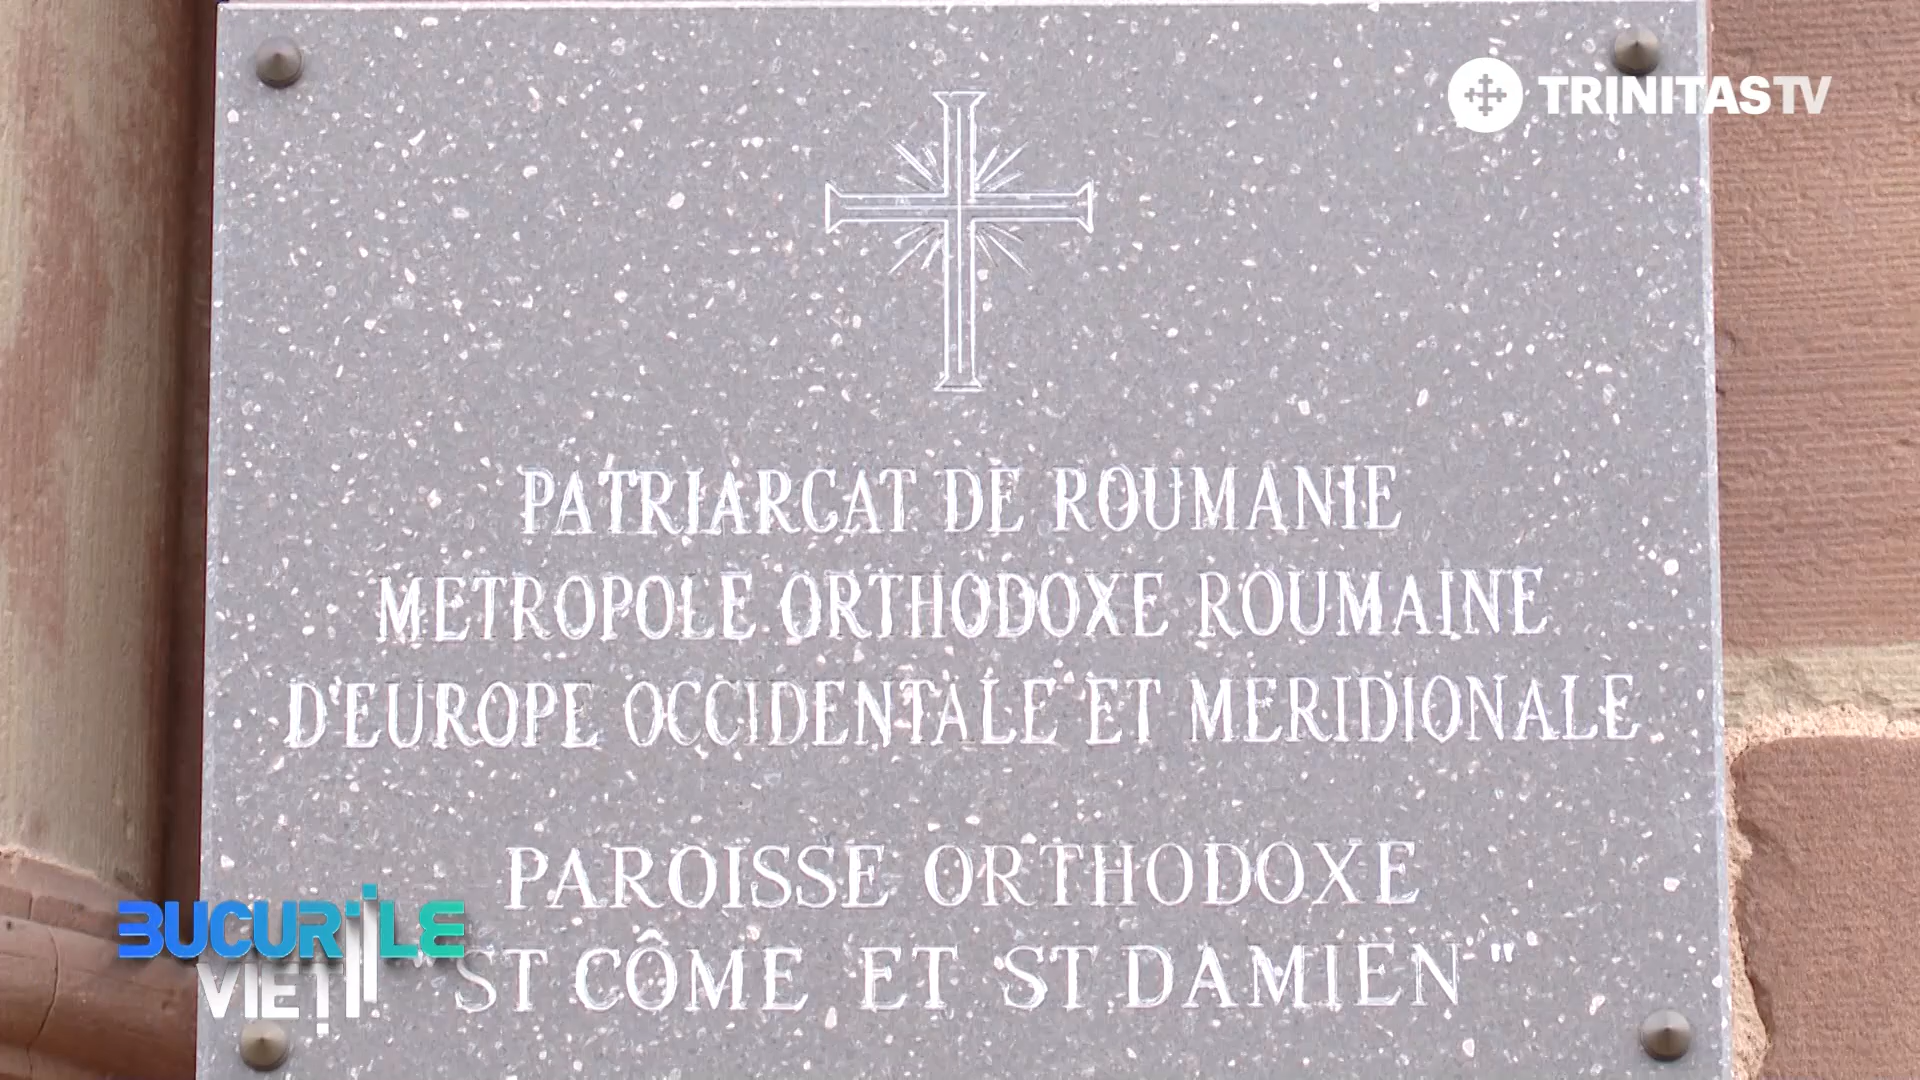 TRINITASTV
PATRIARCAT DE ROUMANIE
METROPOLE ORTHODOXE ROUMAINE
D'EUROPE OCCIDENTALE ET MERIDIONALE
PAROISSE ORTHODOXE
"ST CÔME ET ST DAMIEN"
BUCURIILE
VIEȚII